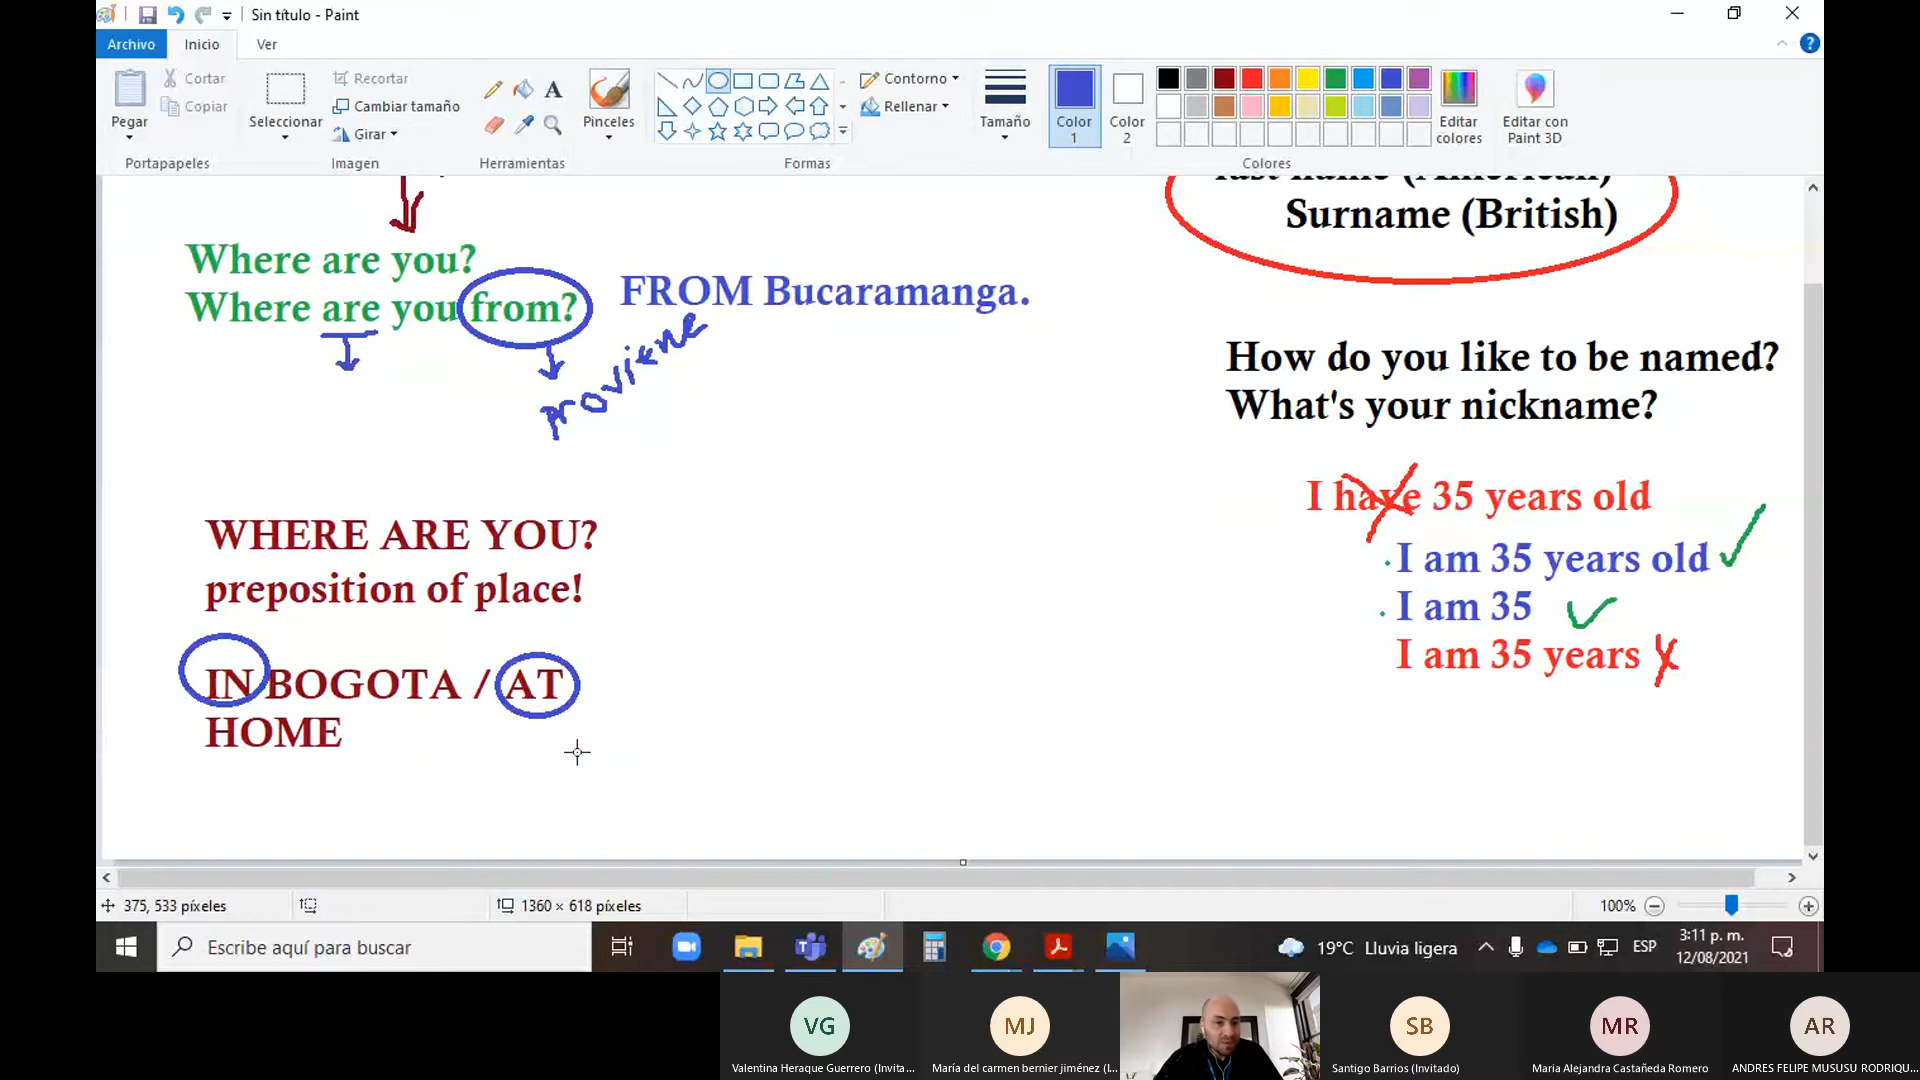 Sin título - Paint
Archivo
Inicio
Ver
Pegar
Cortar
Copiar
Portapapeles
Seleccionar
Recortar
Cambiar tamaño
Girar
Imagen
A
Herramientas
Pinceles
Contorno
Rellenar
Formas
Tamaño
Color
1
Color
2
Editar
colores
Editar con
Paint 3D
Colores
last name (American)
Surname (British)
Where are you?
Where are you from?
FROM Bucaramanga.
proviene
How do you like to be named?
What's your nickname?
I have 35 years old
I am 35 years old
I am 35
I am 35 years
WHERE ARE YOU?
preposition of place!
IN BOGOTA / AT
HOME
375, 533 píxeles
1360 × 618 píxeles
100%
Escribe aquí para buscar
19°C Lluvia ligera
ESP
3:11 p. m.
12/08/2021
VG
Valentina Heraque Guerrero (Invita...
MJ
María del carmen bernier jiménez (I...
SB
Santigo Barrios (Invitado)
MR
Maria Alejandra Castañeda Romero
AR
ANDRES FELIPE MUSUSU RODRIQU...